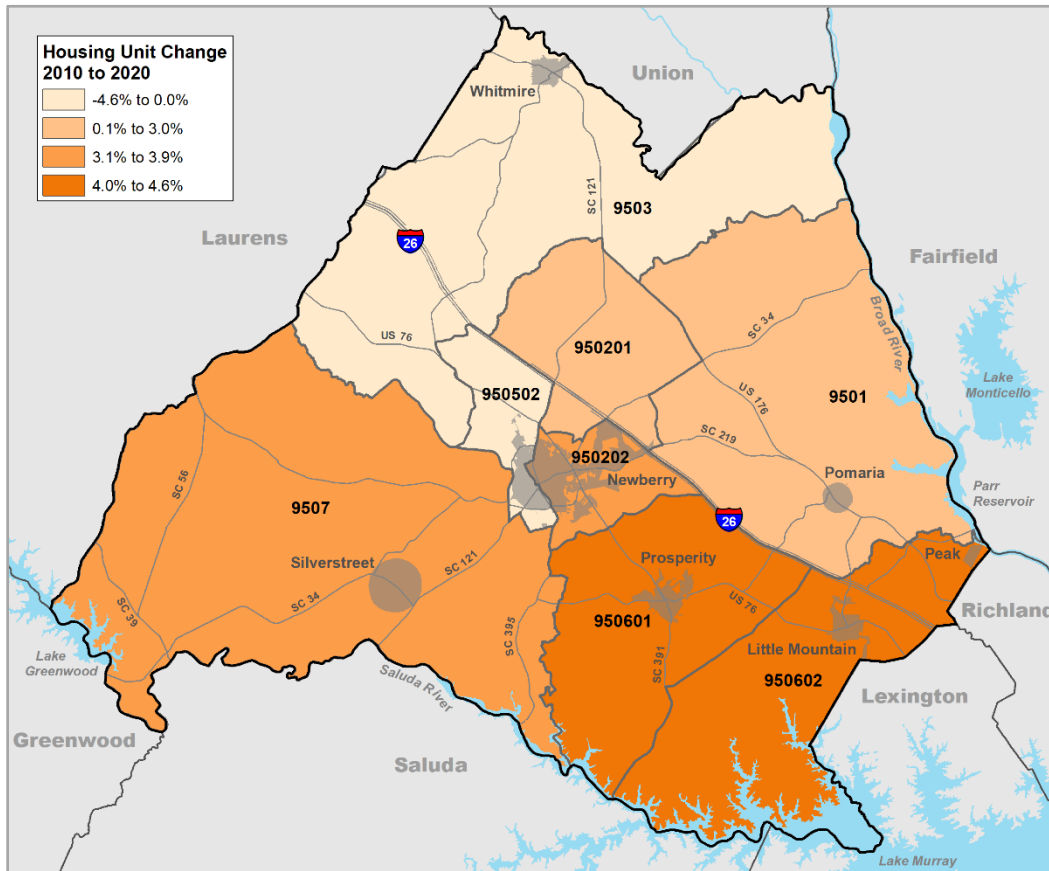 Housing Unit Change
2010 to 2020
-4.6% to 0.0%
0.1% to 3.0%
3.1% to 3.9%
4.0% to 4.6%
Union
Whitmire
SC 121
9503
Laurens
26
Fairfield
Broad River
US 76
SC 34
950201
Lake
Monticello
950502
US 176
9501
SC 219
950202
Newberry
Pomaria
Parr
Reservoir
SC 56
9507
26
Silverstreet
SC 121
Prosperity
Peak
SC 34
US 76
Richland
SC 39
SC 395
950601
Little Mountain
Lake
Greenwood
SC 391
Saluda River
950602
Lexington
Greenwood
Saluda
Lake Murray